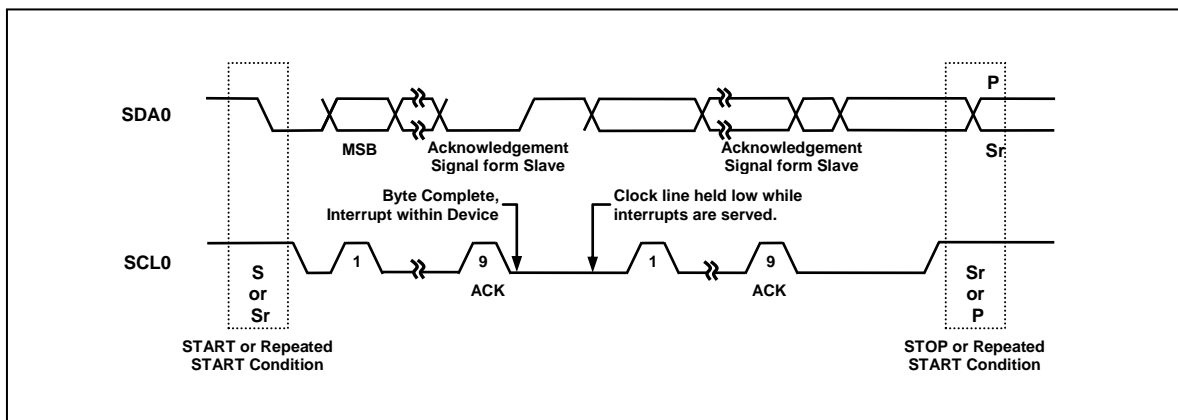 P
SDA0
MSB
Acknowledgement
Signal form Slave
Acknowledgement
Signal form Slave
Sr
Byte Complete,
Interrupt within Device
Clock line held low while
interrupts are served.
SCL0
S
or
Sr
1
9
ACK
1
9
ACK
Sr
or
P
START or Repeated
START Condition
STOP or Repeated
START Condition